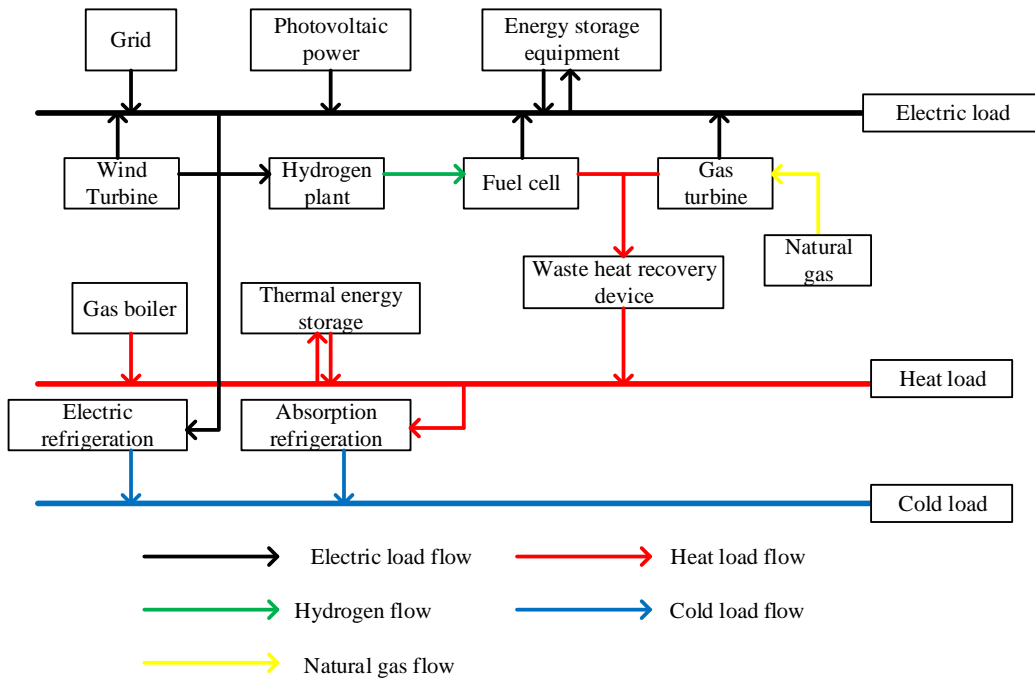 Grid
Photovoltaic
power
Energy storage
equipment
Electric load
Wind
Turbine
Hydrogen
plant
Fuel cell
Gas
turbine
Natural
gas
Waste heat recovery
device
Gas boiler
Thermal energy
storage
Heat load
Electric
refrigeration
Absorption
refrigeration
Cold load
Electric load flow
Heat load flow
Hydrogen flow
Cold load flow
Natural gas flow